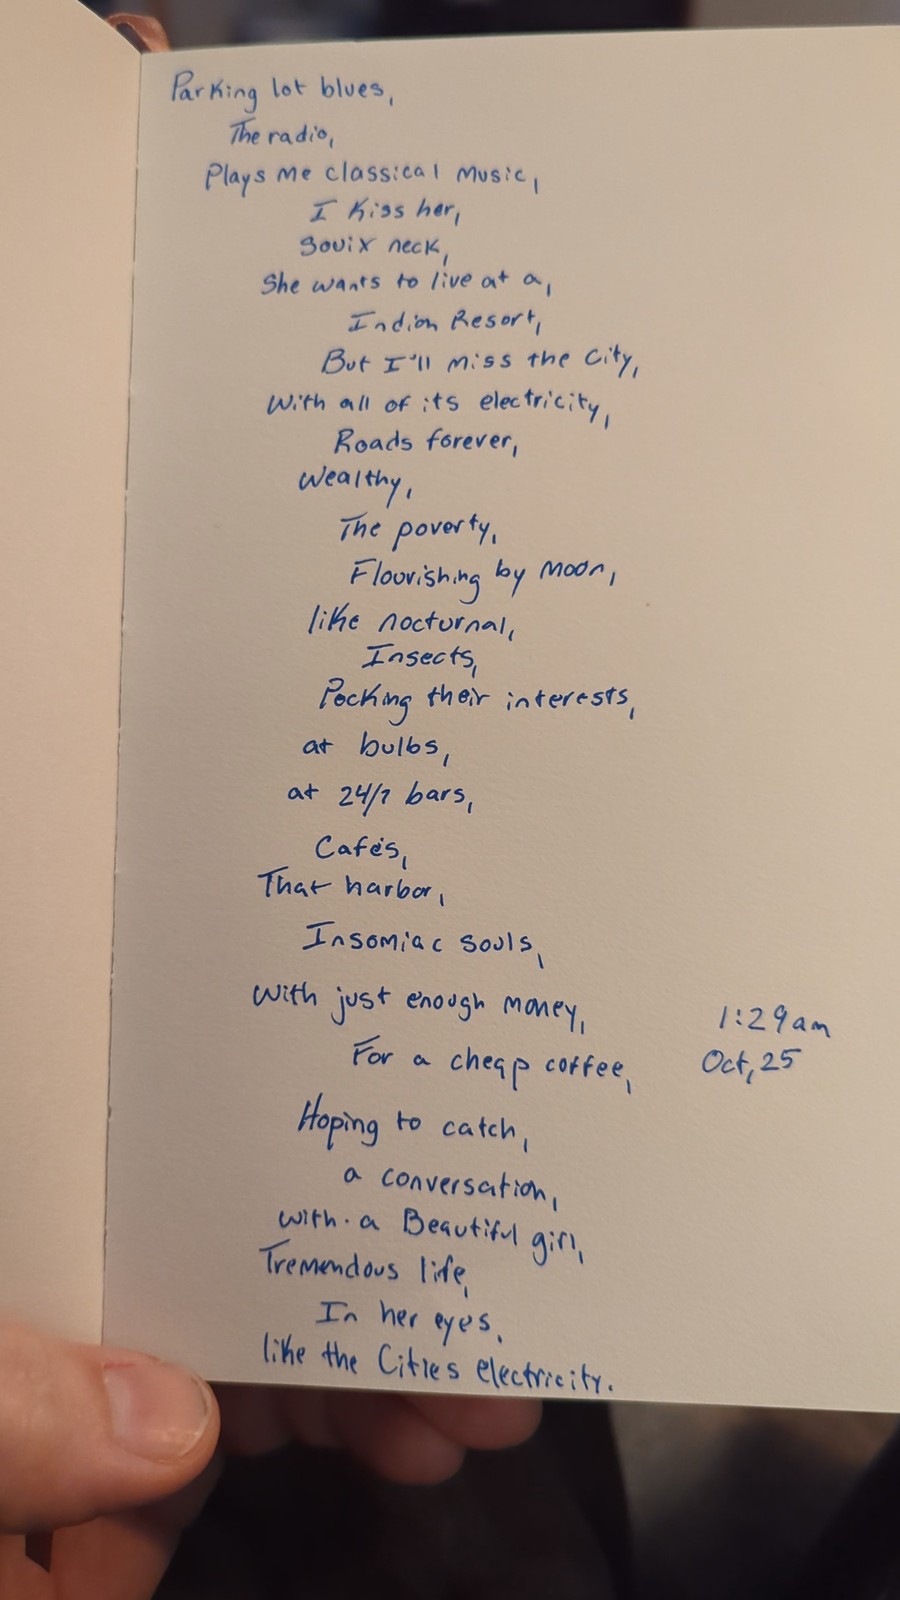 Parking lot blues,
The radio,
Plays me classical music,
I kiss her,
Souix neck,
She wants to live at a,
Indian Resort,
But I'll miss the city,
With all of its electricity,
Roads forever,
Wealthy,
The poverty,
Flourishing by moon,
like nocturnal,
Insects,
Pecking their interests,
at bulbs,
at 24/7 bars,
Cafés,
That harbor,
Insomiac souls,
With just enough money,
1:29am
For a cheap coffee,
Oct, 25
Hoping to catch,
a conversation,
with a Beautiful girl,
Tremendous life,
In her eyes,
like the Cities electricity.